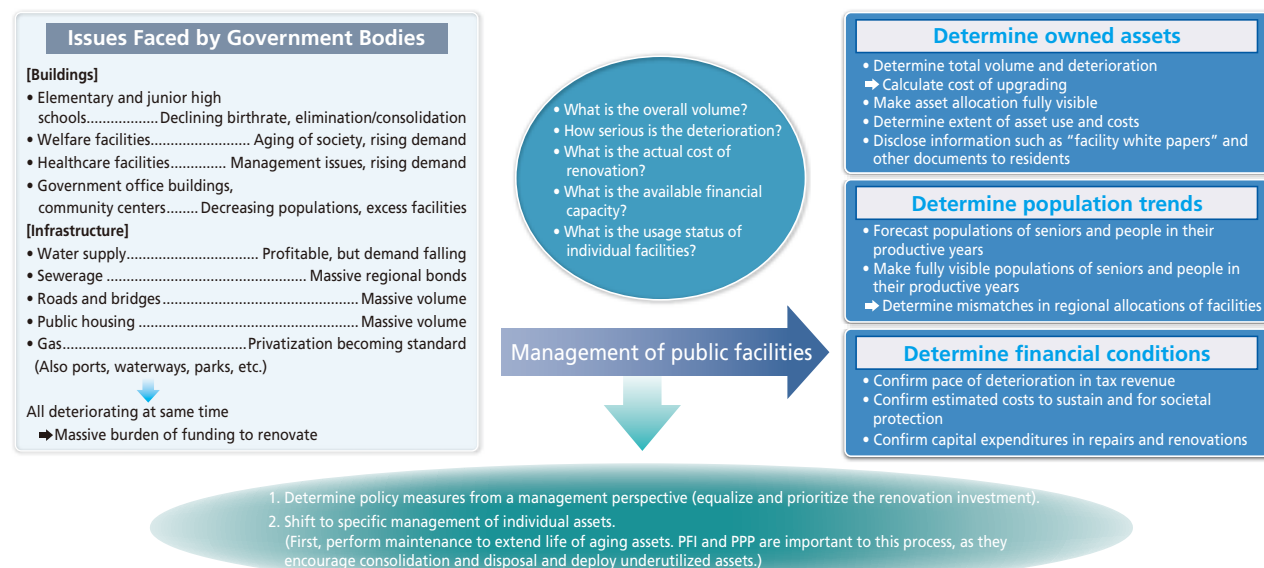 Issues Faced by Government Bodies
[Buildings]
• Elementary and junior high
schools..................Declining birthrate, elimination/consolidation
• Welfare facilities......................... Aging of society, rising demand
• Healthcare facilities.............. Management issues, rising demand
• Government office buildings,
community centers........ Decreasing populations, excess facilities
[Infrastructure]
• Water supply................................. Profitable, but demand falling
• Sewerage .................................................. Massive regional bonds
• Roads and bridges................................................. Massive volume
• Public housing ....................................................... Massive volume
• Gas..............................................Privatization becoming standard
(Also ports, waterways, parks, etc.)
All deteriorating at same time
➡Massive burden of funding to renovate
• What is the overall volume?
• How serious is the deterioration?
• What is the actual cost of
renovation?
• What is the available financial
capacity?
• What is the usage status of
individual facilities?
Management of public facilities
Determine owned assets
• Determine total volume and deterioration
➡ Calculate cost of upgrading
• Make asset allocation fully visible
• Determine extent of asset use and costs
• Disclose information such as “facility white papers” and
other documents to residents
Determine population trends
• Forecast populations of seniors and people in their
productive years
• Make fully visible populations of seniors and people in
their productive years
➡ Determine mismatches in regional allocations of facilities
Determine financial conditions
• Confirm pace of deterioration in tax revenue
• Confirm estimated costs to sustain and for societal
protection
• Confirm capital expenditures in repairs and renovations
1. Determine policy measures from a management perspective (equalize and prioritize the renovation investment).
2. Shift to specific management of individual assets.
(First, perform maintenance to extend life of aging assets. PFI and PPP are important to this process, as they
encourage consolidation and disposal and deploy underutilized assets.)